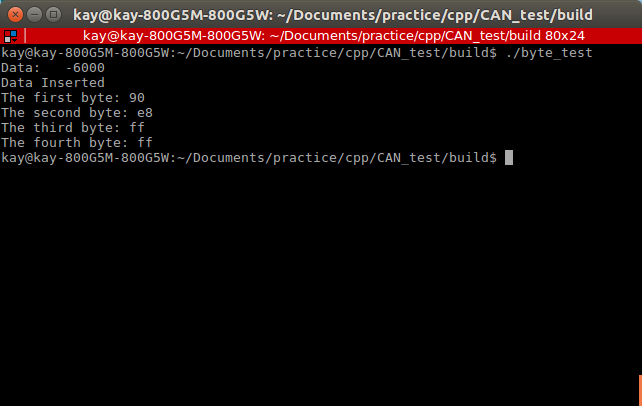 kay@kay-800G5M-800G5W: ~/Documents/practice/cpp/CAN_test/build
kay@kay-800G5M-800G5W: ~/Documents/practice/cpp/CAN_test/build 80x24
kay@kay-800G5M-800G5W:~/Documents/practice/cpp/CAN_test/build$ ./byte_test
Data:   -6000
Data Inserted
The first byte: 90
The second byte: e8
The third byte: ff
The fourth byte: ff
kay@kay-800G5M-800G5W:~/Documents/practice/cpp/CAN_test/build$